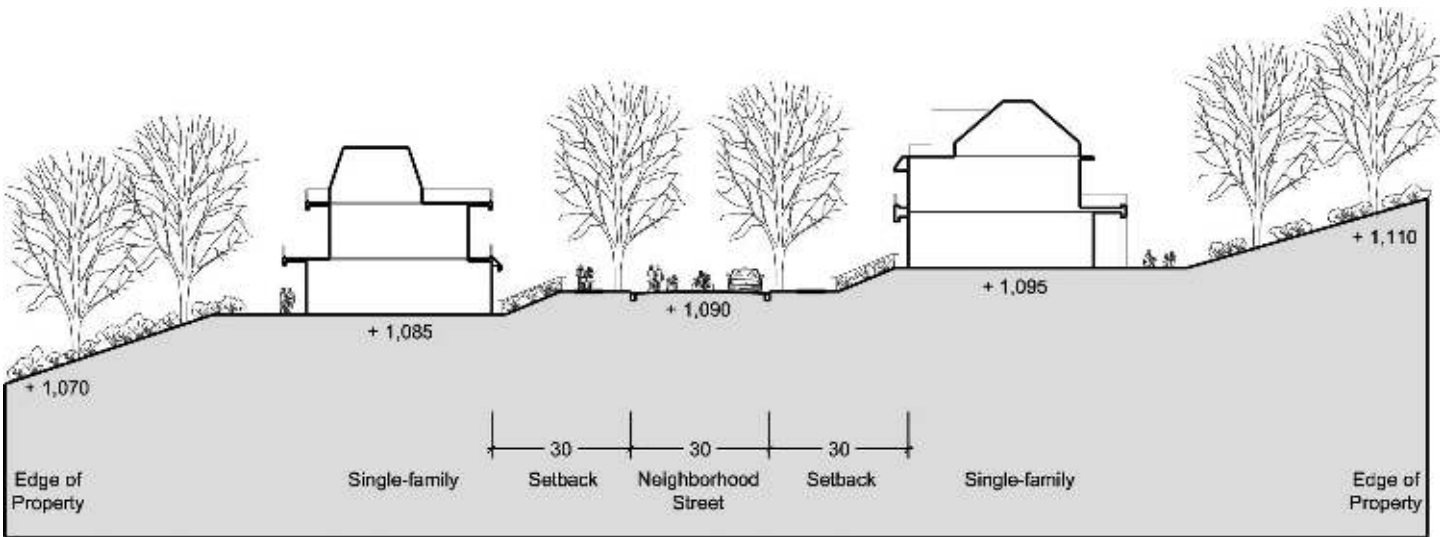 + 1,110
+ 1,095
+ 1,090
+ 1,085
+ 1,070
30 30 30
Edge of Property
Single-family
Setback
Neighborhood Street
Setback
Single-family
Edge of Property